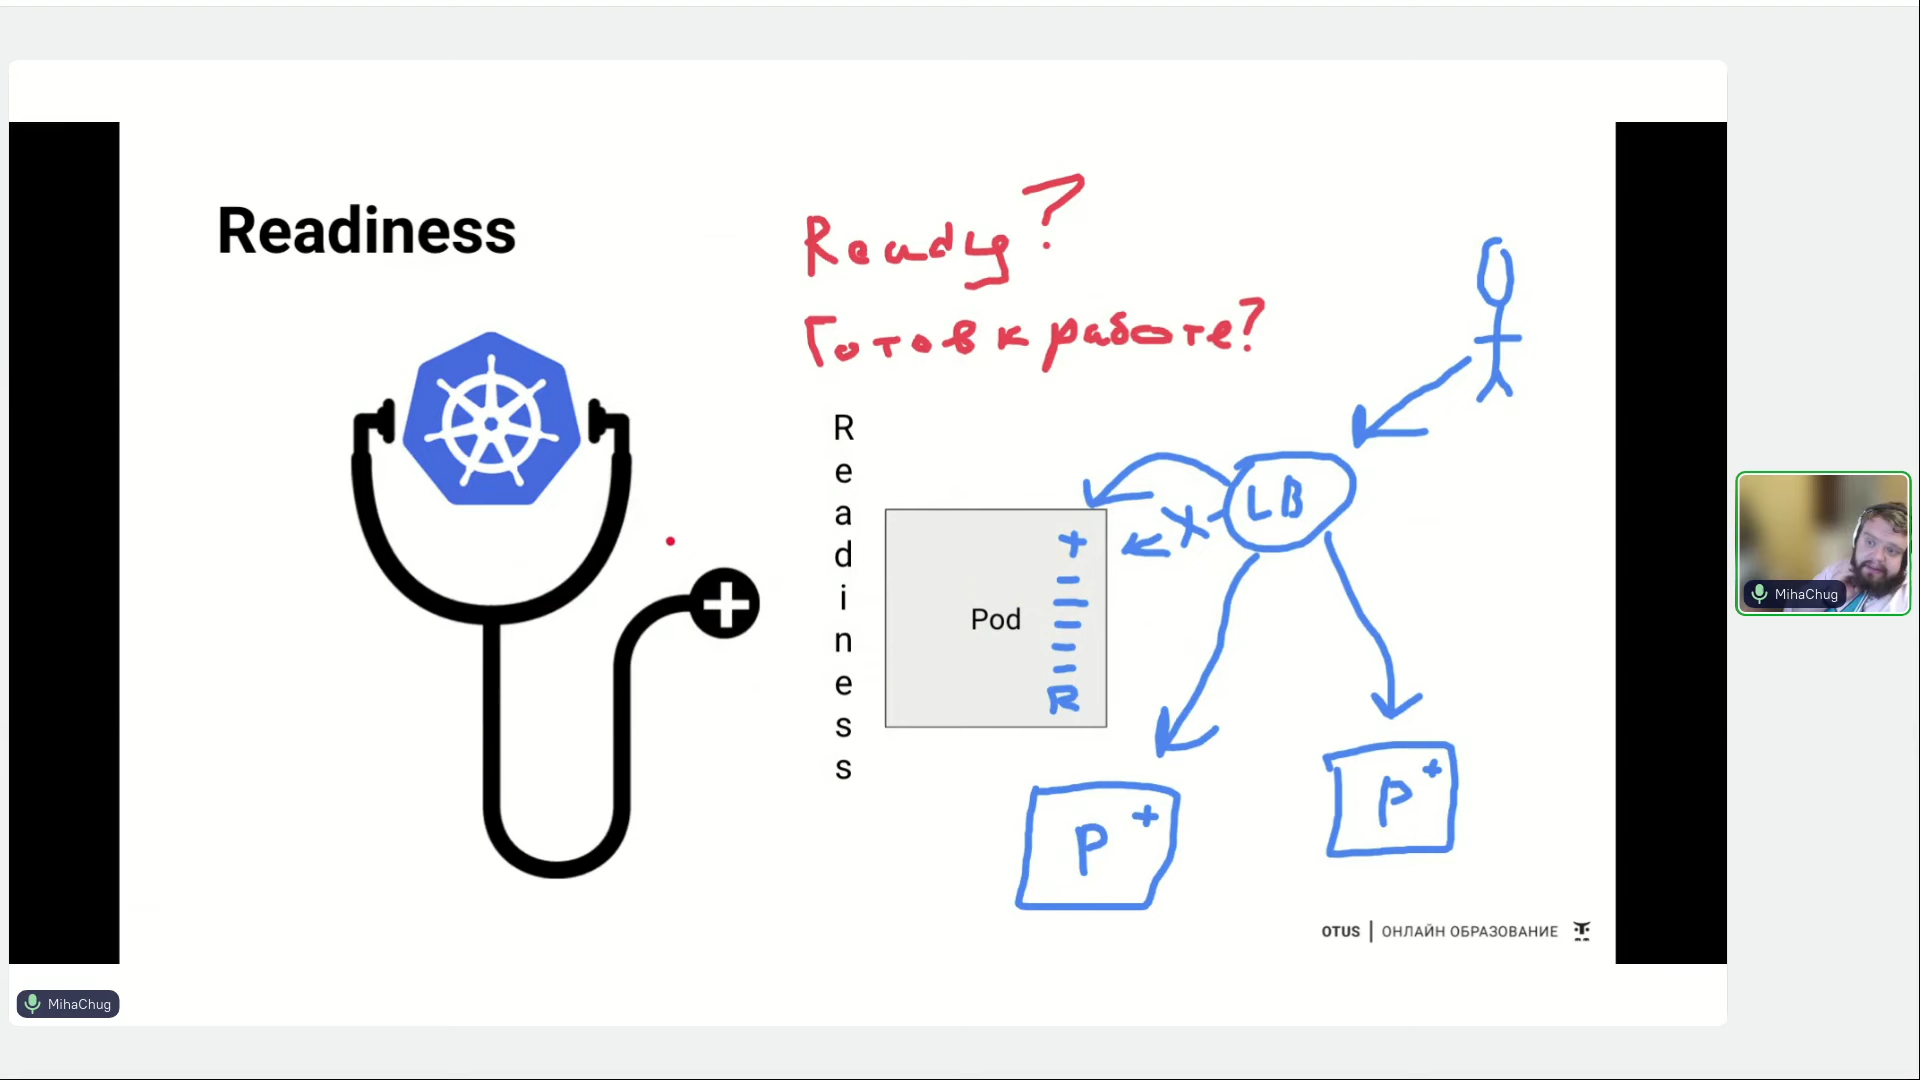 Readiness
Ready?
Готов к работе?
R
e
a
d
i
n
e
s
s
Pod
+
R
LB
P +
P +
OTUS | ОНЛАЙН ОБРАЗОВАНИЕ
MihaChug
MihaChug